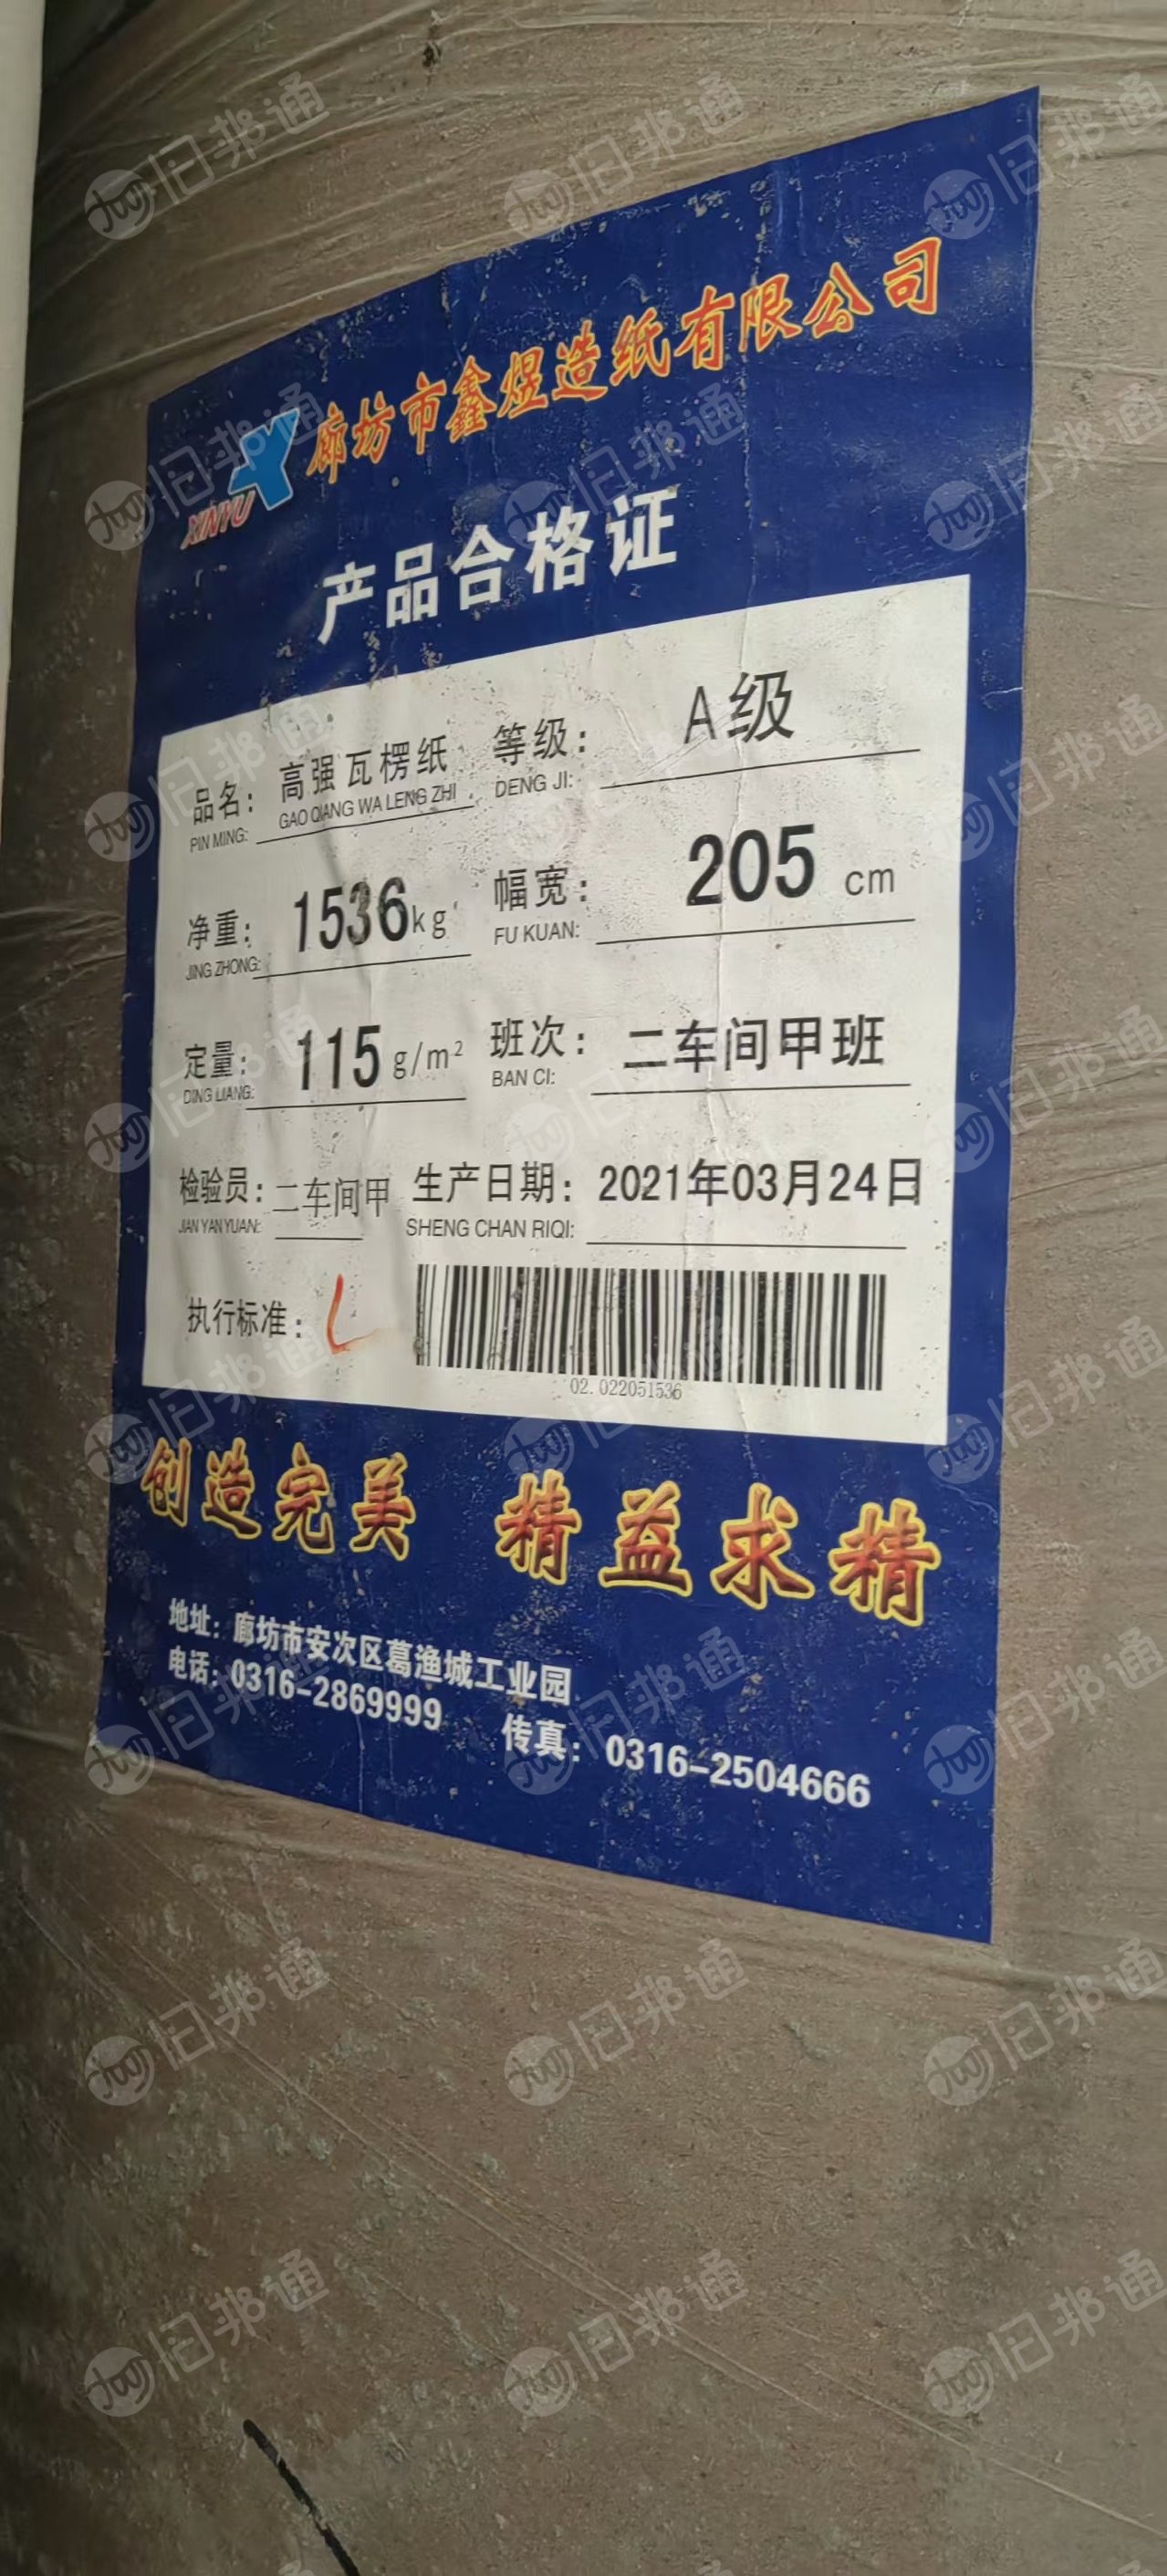 廊坊市鑫煜造纸有限公司
XINYU
产品合格证
品名: 高强瓦楞纸 等级: A级
PIN MING: GAO QIANG WA LENG ZHI DENG JI:
净重: 1536kg 幅宽: 205 cm
JING ZHONG: FU KUAN:
定量: 115 g/m² 班次: 二车间甲班
DING LIANG: BAN CI:
检验员: 二车间甲 生产日期: 2021年03月24日
JIAN YAN YUAN: SHENG CHAN RIQI:
执行标准:
02.022051536
创造完美 精益求精
地址: 廊坊市安次区葛渔城工业园
电话: 0316-2869999 传真: 0316-2504666
旧邦通